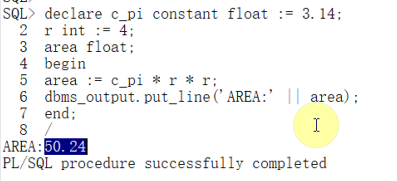 SQL>
SQL> declare c_pi constant float := 3.14;
2 r int := 4;
3 area float;
4 begin
5 area := c_pi * r * r;
6 dbms_output.put_line('AREA:' || area);
7 end;
8 /
AREA:50.24
PL/SQL procedure successfully completed